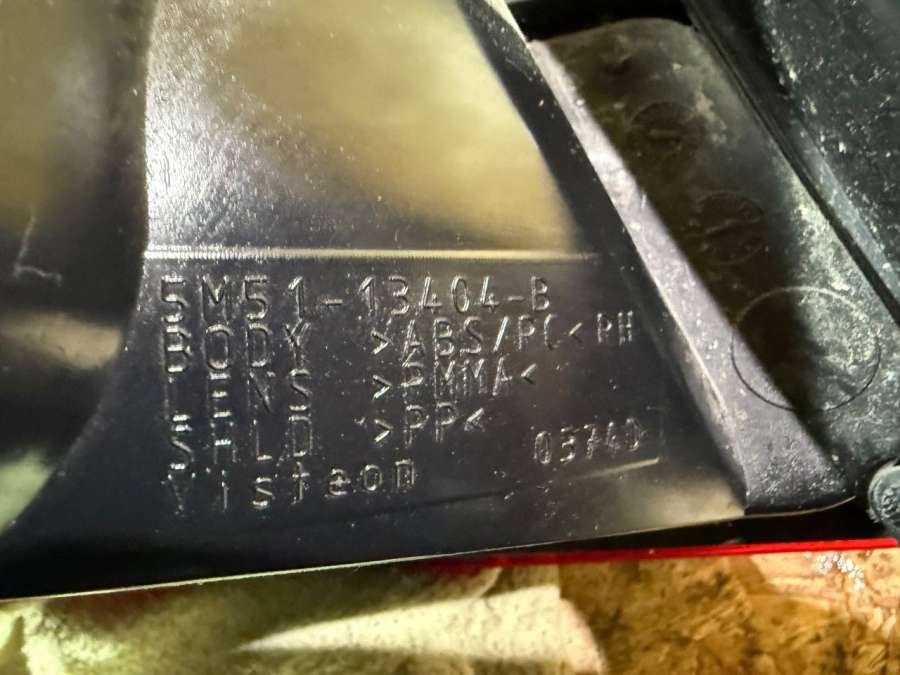 5M51-13404-B
BODY >ABS/PC< PH
LENS >PMMA<
SHLD >PP<
03740
Visteon